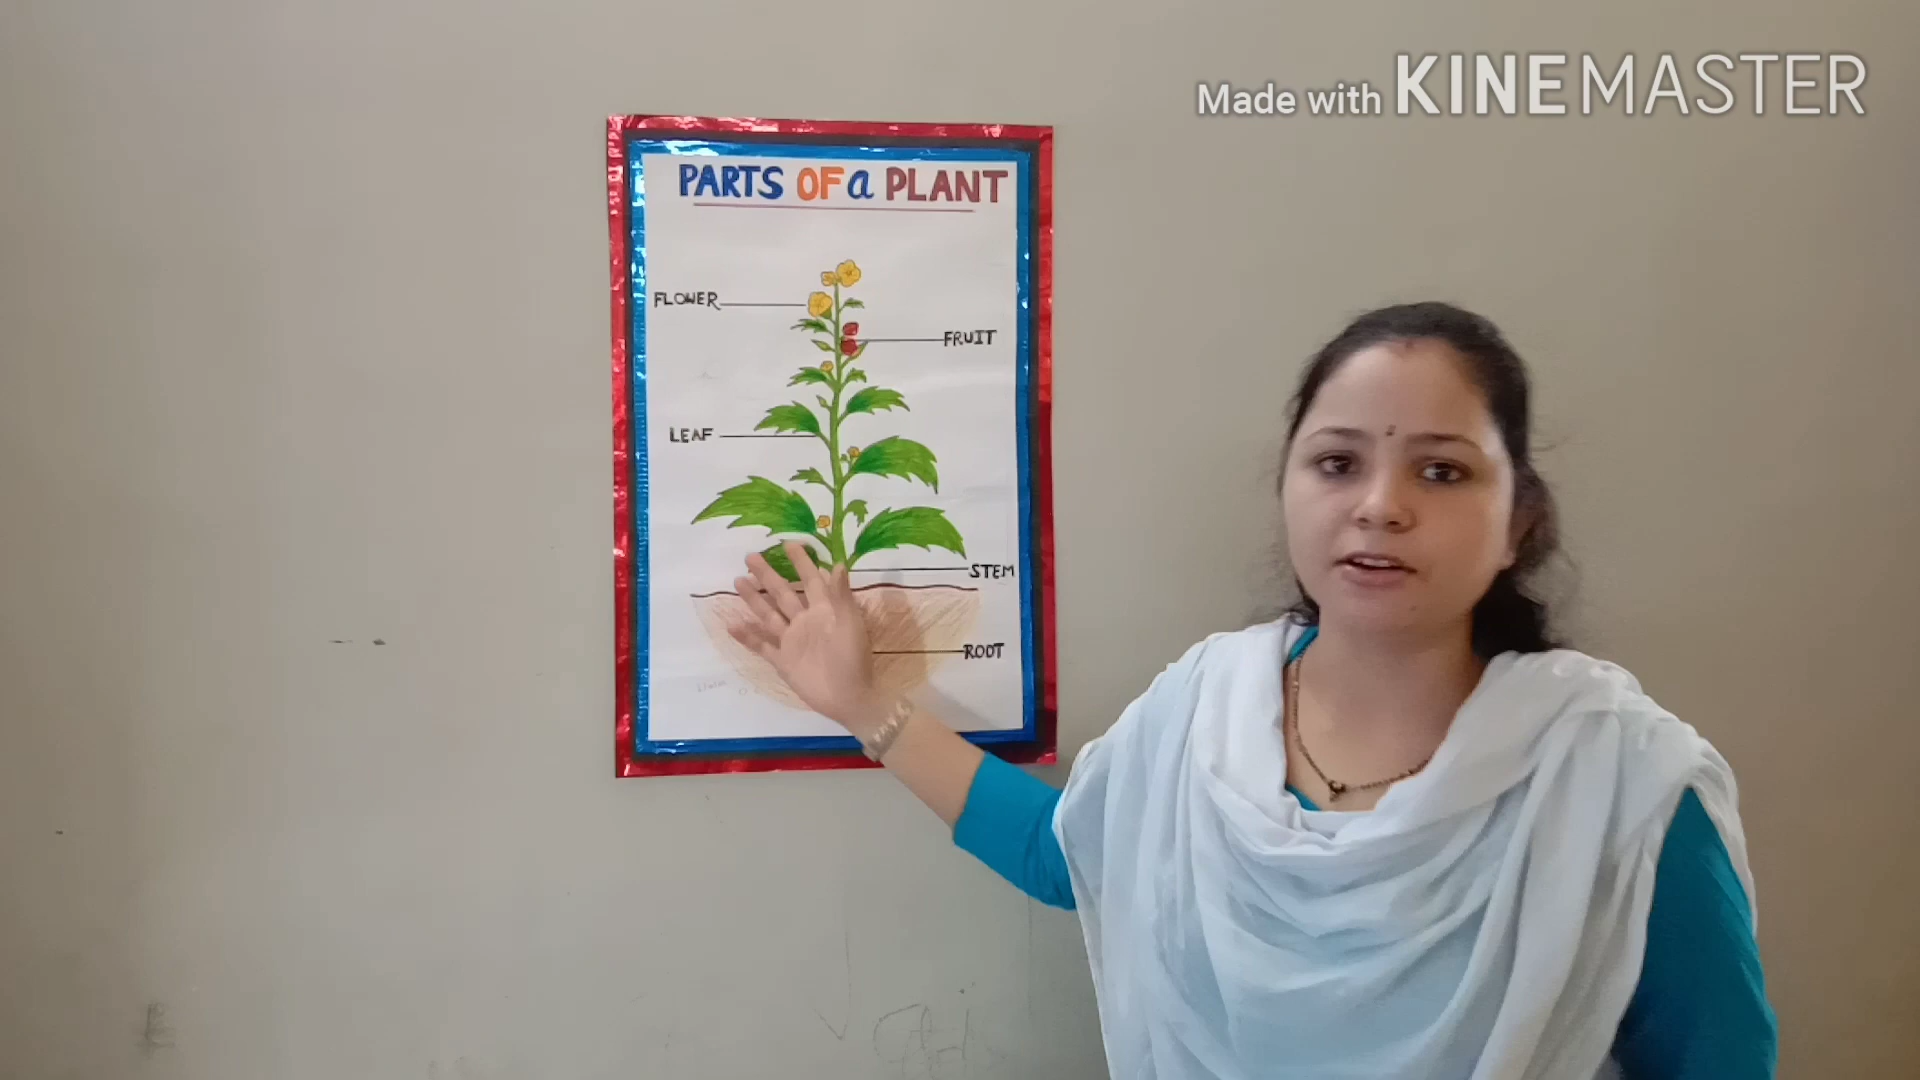 Made with KINEMASTER
PARTS OF a PLANT
FLOWER
FRUIT
LEAF
STEM
ROOT